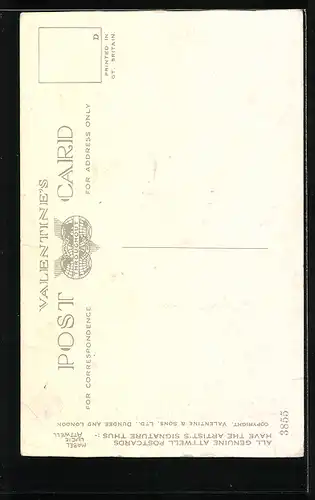 VALENTINE'S
POST CARD
FOR CORRESPONDENCE
FOR ADDRESS ONLY
D
PRINTED IN
GT. BRITAIN
ALL GENUINE ATTWELL POSTCARDS
HAVE THE ARTIST'S SIGNATURE THUS :-
MABEL
LUCIE
ATTWELL
COPYRIGHT. VALENTINE & SONS, LTD., DUNDEE AND LONDON
3855